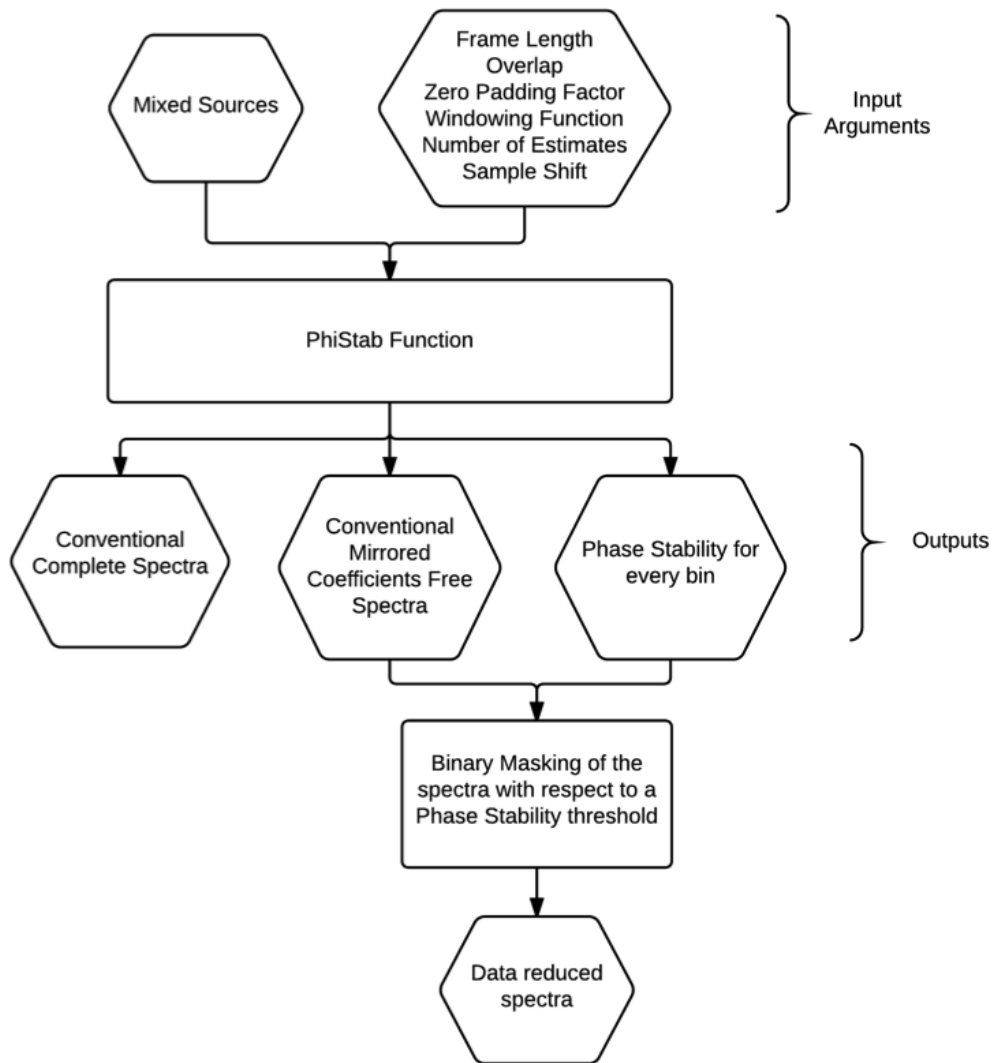 Mixed Sources
Frame Length
Overlap
Zero Padding Factor
Windowing Function
Number of Estimates
Sample Shift
Input
Arguments
PhiStab Function
Conventional
Complete Spectra
Conventional
Mirrored
Coefficients Free
Spectra
Phase Stability for
every bin
Outputs
Binary Masking of the
spectra with respect to a
Phase Stability threshold
Data reduced
spectra